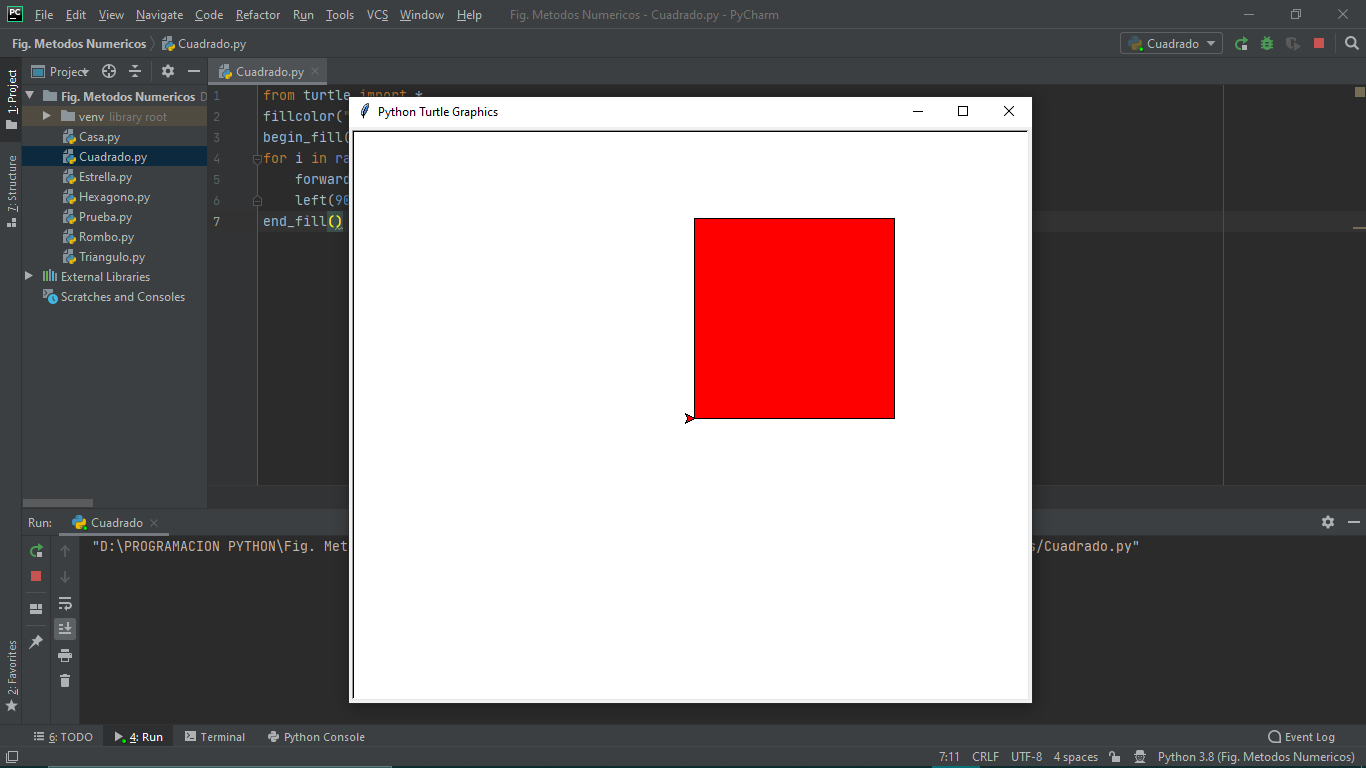 File Edit View Navigate Code Refactor Run Tools VCS Window Help Fig. Metodos Numericos - Cuadrado.py - PyCharm
Fig. Metodos Numericos Cuadrado.py Cuadrado
1: Project
Project
Cuadrado.py
Fig. Metodos Numericos D
venv library root
Casa.py
Cuadrado.py
Estrella.py
Hexagono.py
Prueba.py
Rombo.py
Triangulo.py
External Libraries
Scratches and Consoles
7: Structure
1 from turtle import *
2 fillcolor("
3 begin_fill(
4 for i in ra
5 forward
6 left(90
7 end_fill()
Python Turtle Graphics
Run: Cuadrado
"D:\PROGRAMACION PYTHON\Fig. Met
/Cuadrado.py"
2: Favorites
6: TODO 4: Run Terminal Python Console Event Log
7:11 CRLF UTF-8 4 spaces Python 3.8 (Fig. Metodos Numericos)